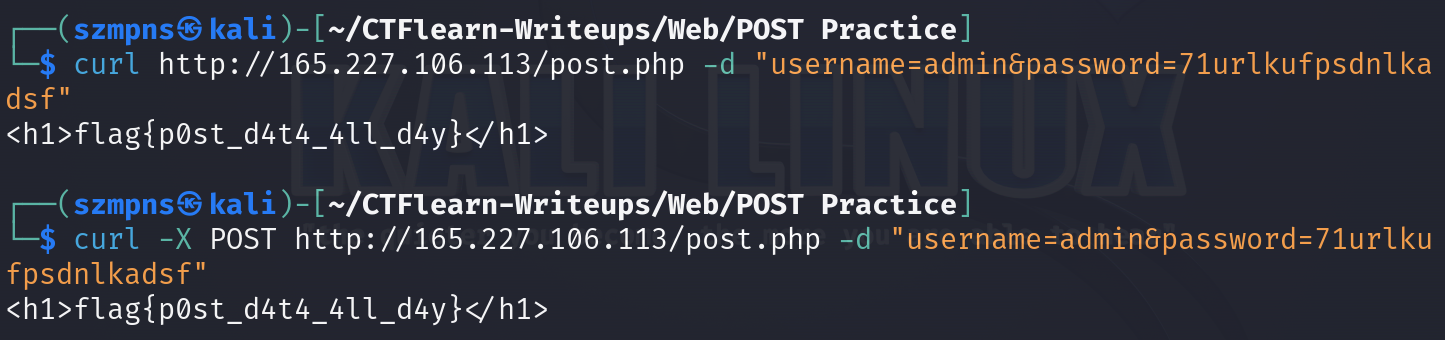 ┌──(szmpns㉿kali)-[~/CTFlearn-Writeups/Web/POST Practice]
└─$ curl http://165.227.106.113/post.php -d "username=admin&password=71urlkufpsdnlka
dsf"
<h1>flag{p0st_d4t4_4ll_d4y}</h1>
┌──(szmpns㉿kali)-[~/CTFlearn-Writeups/Web/POST Practice]
└─$ curl -X POST http://165.227.106.113/post.php -d "username=admin&password=71urlku
fpsdnlkadsf"
<h1>flag{p0st_d4t4_4ll_d4y}</h1>
KALI LINUX